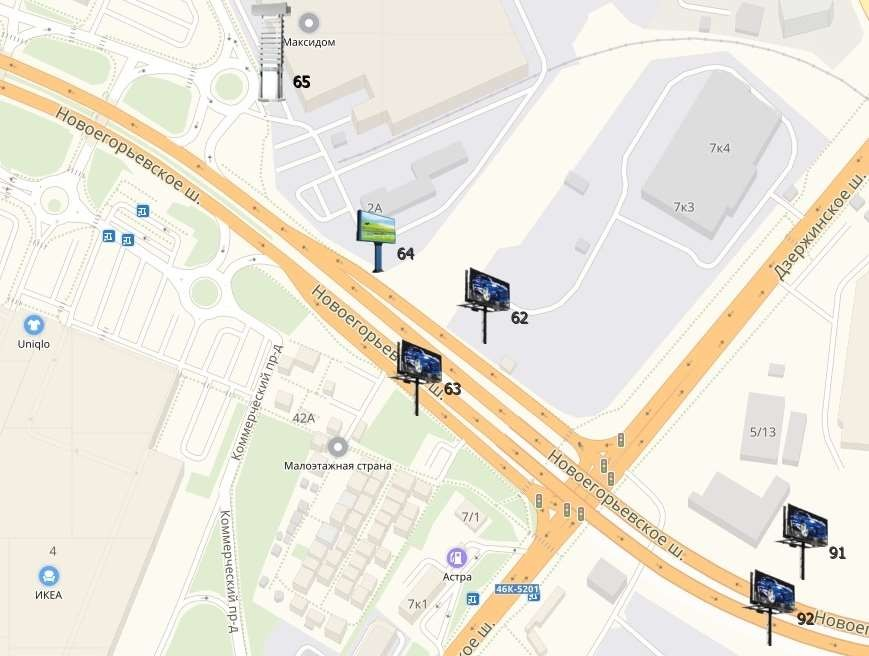 Максидом
65
Новоегорьевское ш.
7к4
2А
7к3
Дзержинское ш.
64
62
Uniqlo
Новоегорьевское ш.
63
Коммерческий пр-д
42А
5/13
Малоэтажная страна
Новоегорьевское ш.
7/1
Коммерческий пр-д
91
4
Астра
ИКЕА
46К-5201
7к1
92
Новоег
ое ш.